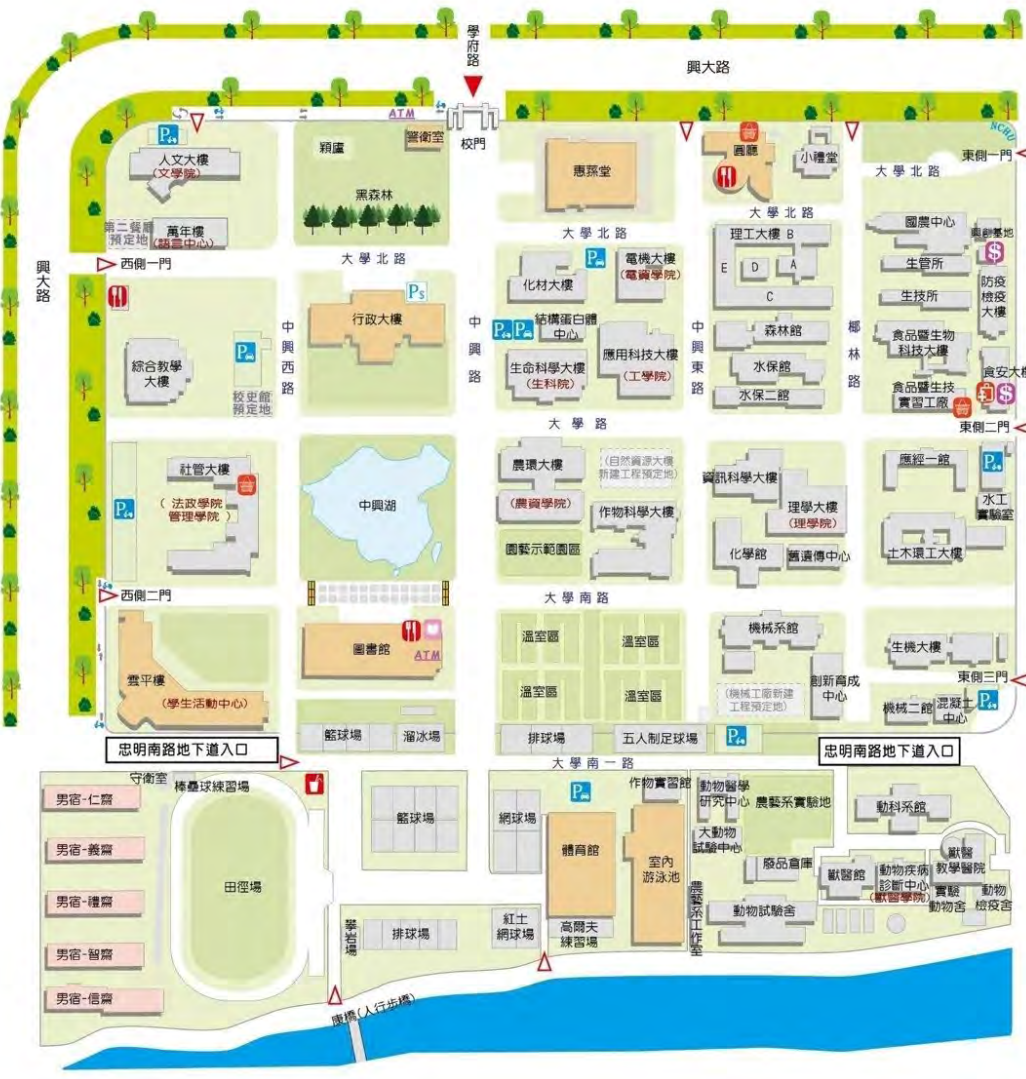 學府路
興大路
ATM
警衛室
校門
穎廬
黑森林
人文大樓
(文學院)
第二餐廳
預定地
萬年樓
(語言中心)
西側一門
興大路
惠蓀堂
圓廳
小禮堂
NCHU
東側一門
大學北路
大學北路
大學北路
大學北路
理工大樓 B
E
D
A
C
國農中心
興創基地
生管所
生技所
防疫
檢疫
大樓
化材大樓
電機大樓
(電資學院)
行政大樓
中興西路
中興路
中興東路
椰林路
結構蛋白體
中心
生命科學大樓
(生科院)
應用科技大樓
(工學院)
森林館
水保館
水保二館
食品暨生物
科技大樓
食安大樓
食品暨生技
實習工廠
東側二門
綜合教學
大樓
校史館
預定地
大學路
社管大樓
(法政學院
管理學院)
中興湖
農環大樓
(農資學院)
(自然資源大樓
新建工程預定地)
作物科學大樓
園藝示範園區
資訊科學大樓
理學大樓
(理學院)
化學館
舊遺傳中心
應經一館
水工
實驗室
土木環工大樓
西側二門
大學南路
雲平樓
(學生活動中心)
圖書館
ATM
溫室區
溫室區
溫室區
溫室區
機械系館
(機械工廠新建
工程預定地)
創新育成
中心
生機大樓
東側三門
機械二館
混凝土
中心
籃球場
溜冰場
排球場
五人制足球場
忠明南路地下道入口
忠明南路地下道入口
大學南一路
守衛室
棒壘球練習場
男宿-仁齋
男宿-義齋
男宿-禮齋
男宿-智齋
男宿-信齋
田徑場
籃球場
網球場
體育館
作物實習館
室內
游泳池
動物醫學
研究中心
農藝系實驗地
大動物
試驗中心
廢品倉庫
動科系館
獸醫館
動物疾病
診斷中心
(獸醫學院)
獸醫
教學醫院
實驗
動物舍
動物
檢疫舍
動物試驗舍
農藝系工作室
攀岩場
排球場
紅土
網球場
高爾夫
練習場
康橋(人行步橋)